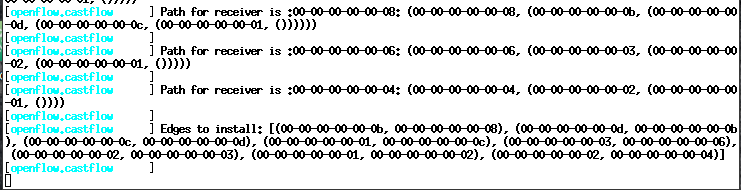 [openflow.castflow     ] Path for receiver is :00-00-00-00-00-08: (00-00-00-00-00-08, (00-00-00-00-00-0b, (00-00-00-00-00
-0d, (00-00-00-00-00-0c, (00-00-00-00-00-01, ())))))
[openflow.castflow     ]
[openflow.castflow     ] Path for receiver is :00-00-00-00-00-06: (00-00-00-00-00-06, (00-00-00-00-00-03, (00-00-00-00-00
-02, (00-00-00-00-00-01, ()))))
[openflow.castflow     ]
[openflow.castflow     ] Path for receiver is :00-00-00-00-00-04: (00-00-00-00-00-04, (00-00-00-00-00-02, (00-00-00-00-00
-01, ())))
[openflow.castflow     ]
[openflow.castflow     ] Edges to install: [(00-00-00-00-00-0b, 00-00-00-00-00-08), (00-00-00-00-00-0d, 00-00-00-00-00-0b
), (00-00-00-00-00-0c, 00-00-00-00-00-0d), (00-00-00-00-00-01, 00-00-00-00-00-0c), (00-00-00-00-00-03, 00-00-00-00-00-06),
(00-00-00-00-00-02, 00-00-00-00-00-03), (00-00-00-00-00-01, 00-00-00-00-00-02), (00-00-00-00-00-02, 00-00-00-00-00-04)]
[openflow.castflow     ]